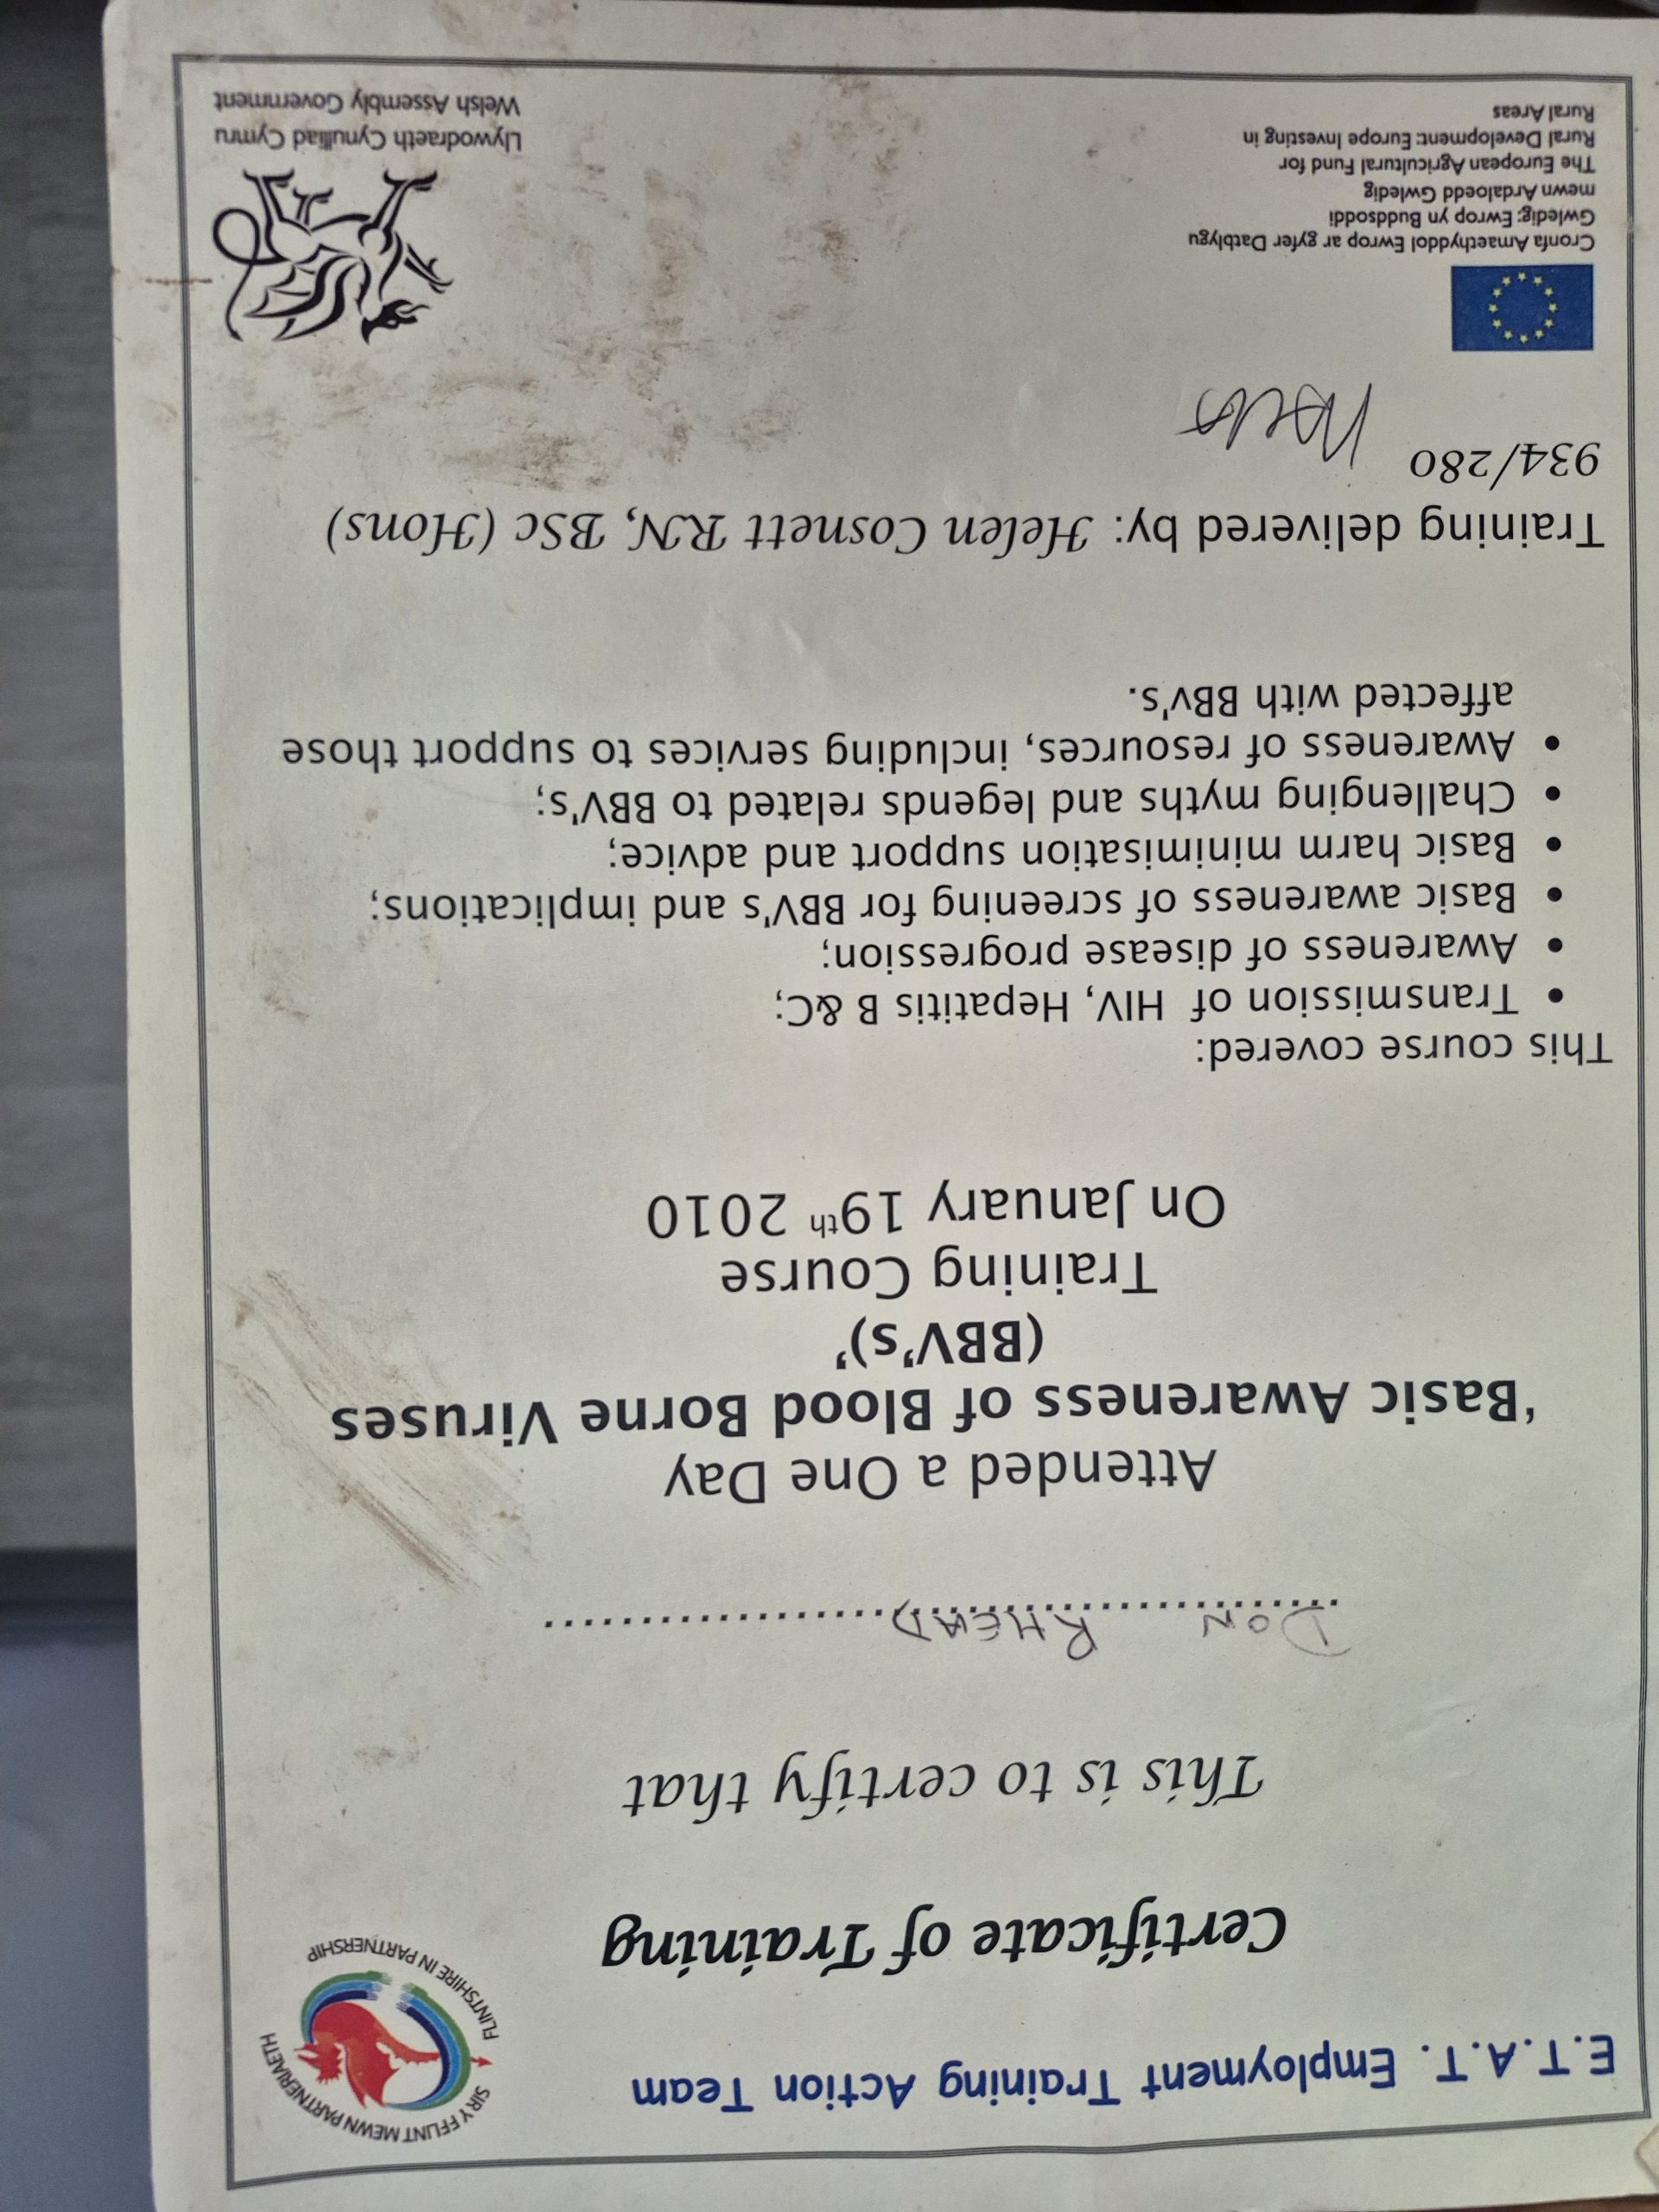 E.T.A.T. Employment Training Action Team
SIR Y FFLINT MEWN PARTNERIAETH
FLINTSHIRE IN PARTNERSHIP
Certificate of Training
This is to certify that
DON RHEAD
Attended a One Day
‘Basic Awareness of Blood Borne Viruses
(BBV’s)’
Training Course
On January 19th 2010
This course covered:
• Transmission of HIV, Hepatitis B &C;
• Awareness of disease progression;
• Basic awareness of screening for BBV's and implications;
• Basic harm minimisation support and advice;
• Challenging myths and legends related to BBV's;
• Awareness of resources, including services to support those
affected with BBv's.
Training delivered by: Helen Cosnett RN, BSc (Hons)
934/280
Cronfa Amaethyddol Ewrop ar gyfer Datblygu
Gwledig: Ewrop yn Buddsoddi
mewn Ardaloedd Gwledig
The European Agricultural Fund for
Rural Development: Europe Investing in
Rural Areas
Llywodraeth Cynulliad Cymru
Welsh Assembly Government